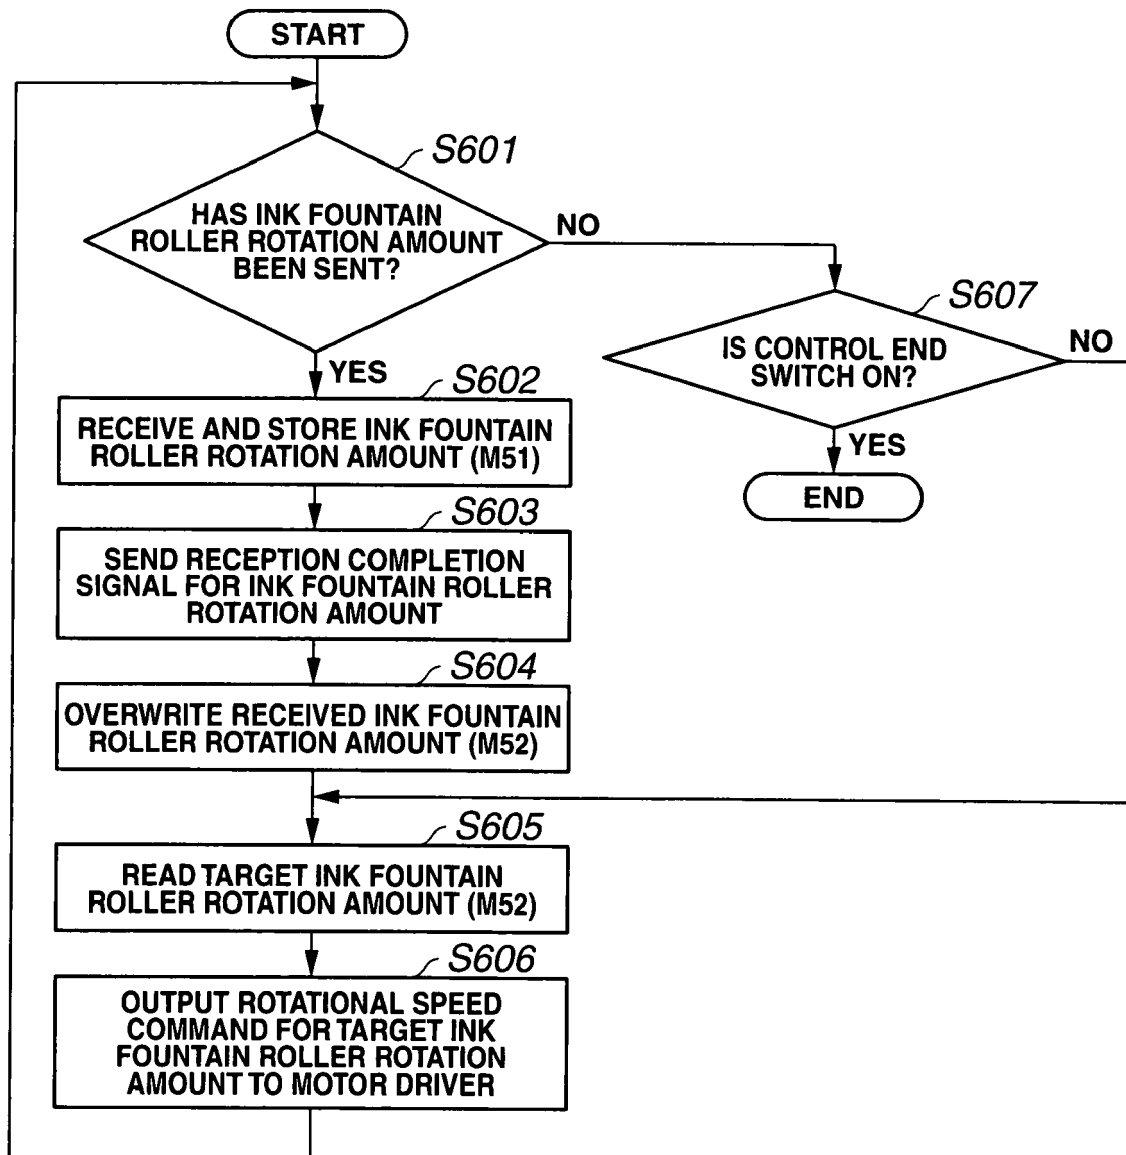 START
S601
HAS INK FOUNTAIN
ROLLER ROTATION AMOUNT
BEEN SENT?
NO
YES
S607
IS CONTROL END
SWITCH ON?
NO
YES
END
S602
RECEIVE AND STORE INK FOUNTAIN
ROLLER ROTATION AMOUNT (M51)
S603
SEND RECEPTION COMPLETION
SIGNAL FOR INK FOUNTAIN ROLLER
ROTATION AMOUNT
S604
OVERWRITE RECEIVED INK FOUNTAIN
ROLLER ROTATION AMOUNT (M52)
S605
READ TARGET INK FOUNTAIN
ROLLER ROTATION AMOUNT (M52)
S606
OUTPUT ROTATIONAL SPEED
COMMAND FOR TARGET INK
FOUNTAIN ROLLER ROTATION
AMOUNT TO MOTOR DRIVER